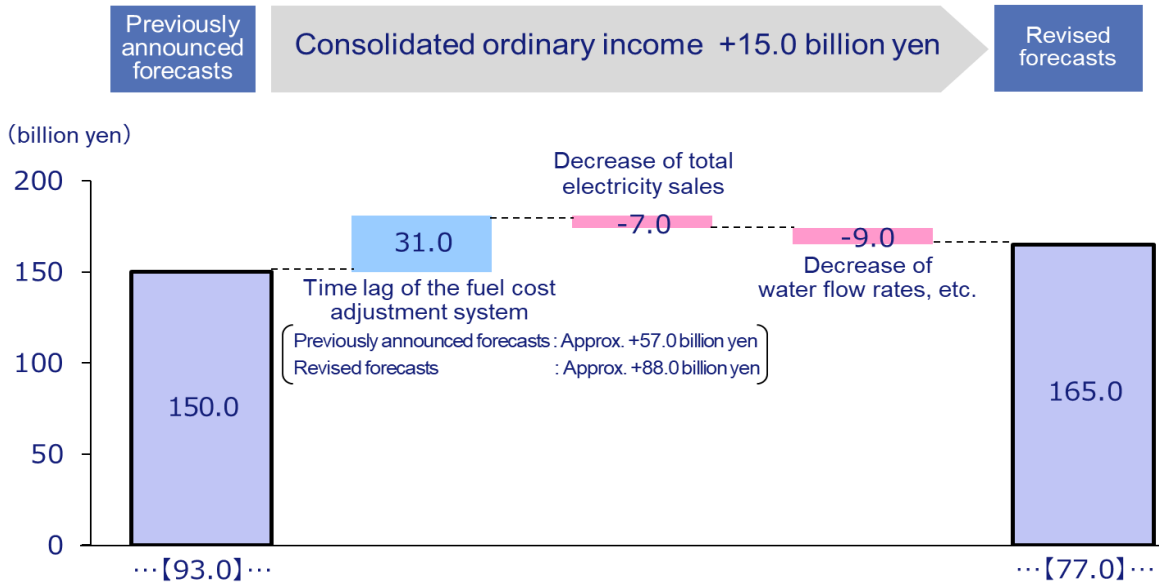 Previously
announced
forecasts
Consolidated ordinary income +15.0 billion yen
Revised
forecasts
(billion yen)
200
150
100
50
0
150.0
31.0
Time lag of the fuel cost
adjustment system
Previously announced forecasts : Approx. +57.0 billion yen
Revised forecasts : Approx. +88.0 billion yen
Decrease of total
electricity sales
-7.0
-9.0
Decrease of
water flow rates, etc.
165.0
…【93.0】…
…【77.0】…